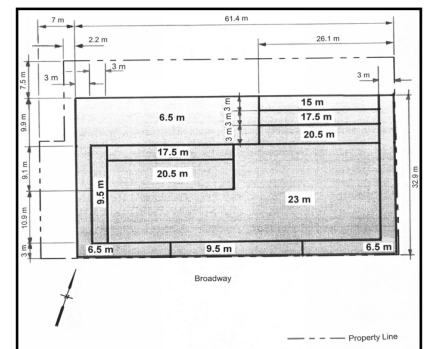 7 m
61.4 m
2.2 m
26.1 m
3 m
3 m
3 m
7.5 m
3 m
15 m
3 m
17.5 m
3 m
20.5 m
6.5 m
9.9 m
17.5 m
20.5 m
9.1 m
9.5 m
32.9 m
23 m
10.9 m
3 m
6.5 m
9.5 m
6.5 m
Broadway
Property Line